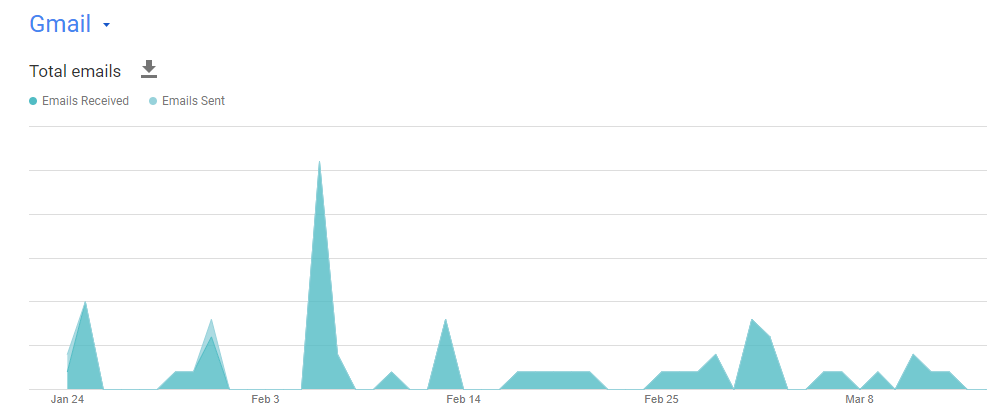 Gmail
Total emails
Emails Received Emails Sent
Jan 24 Feb 3 Feb 14 Feb 25 Mar 8